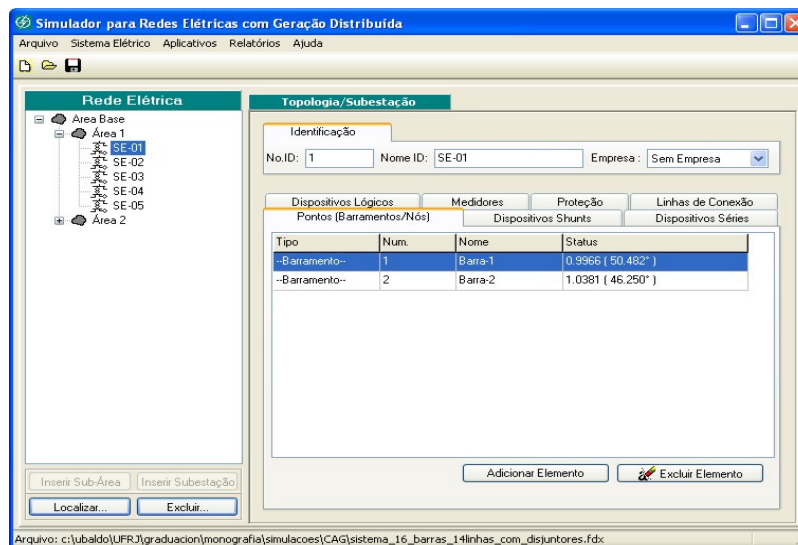 Simulador para Redes Elétricas com Geração Distribuída
Arquivo Sistema Elétrico Aplicativos Relatórios Ajuda
Rede Elétrica
Area Base
Área 1
SE-01
SE-02
SE-03
SE-04
SE-05
Área 2
Inserir Sub-Área Inserir Subestação
Localizar... Excluir...
Topologia/Subestação
Identificação
No.ID: 1 Nome ID: SE-01 Empresa : Sem Empresa
Dispositivos Lógicos Medidores Proteção Linhas de Conexão
Pontos (Barramentos/Nós) Dispositivos Shunts Dispositivos Séries
Tipo Num. Nome Status
--Barramento-- 1 Barra-1 0.9966 ( 50.482° )
--Barramento-- 2 Barra-2 1.0381 ( 46.250° )
Adicionar Elemento Excluir Elemento
Arquivo: c:\ubaldo\UFRJ\graduacion\monografia\simulacoes\CAG\sistema_16_barras_14linhas_com_disjuntores.fdx